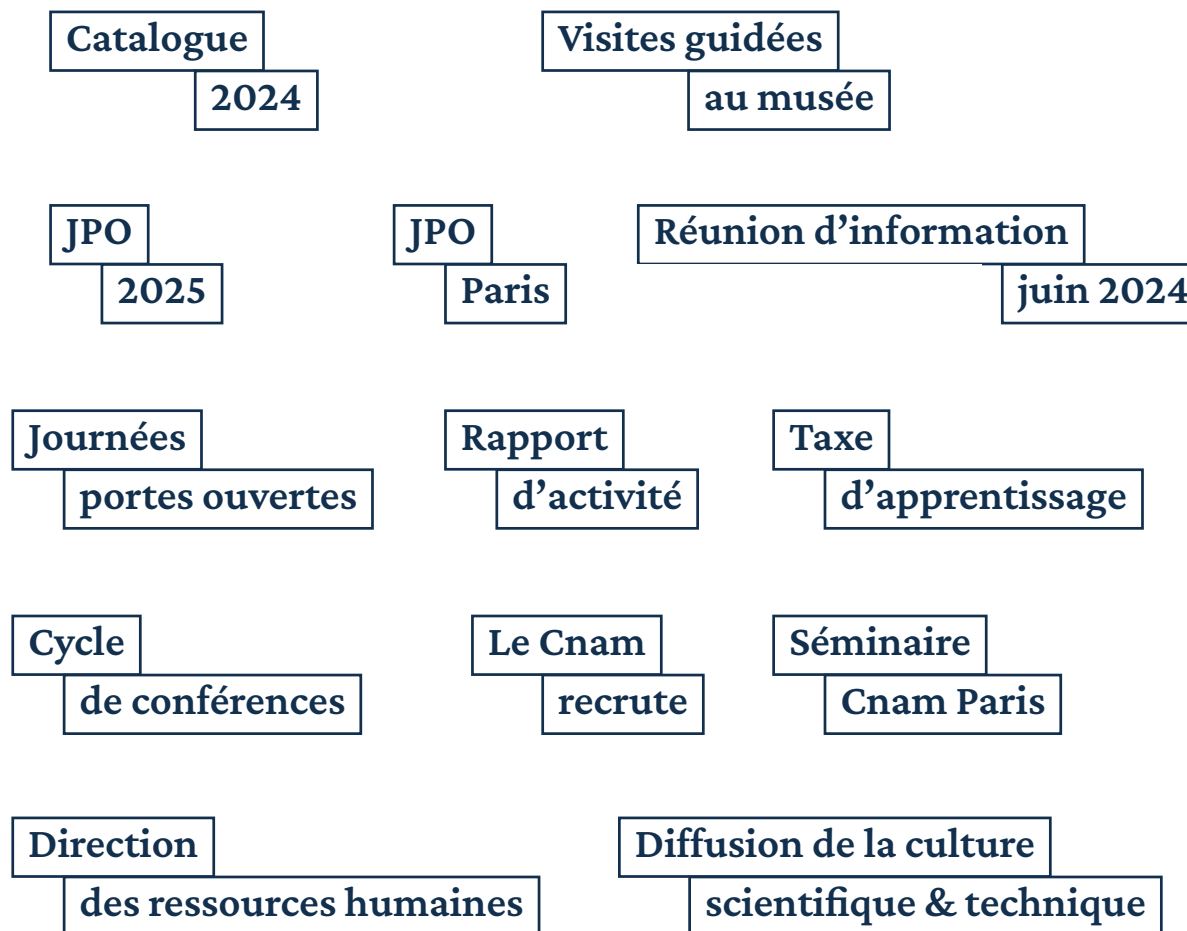 Catalogue
2024
Visites guidées
au musée
JPO
2025
JPO
Paris
Réunion d’information
juin 2024
Journées
portes ouvertes
Rapport
d’activité
Taxe
d’apprentissage
Cycle
de conférences
Le Cnam
recrute
Séminaire
Cnam Paris
Direction
des ressources humaines
Diffusion de la culture
scientifique & technique